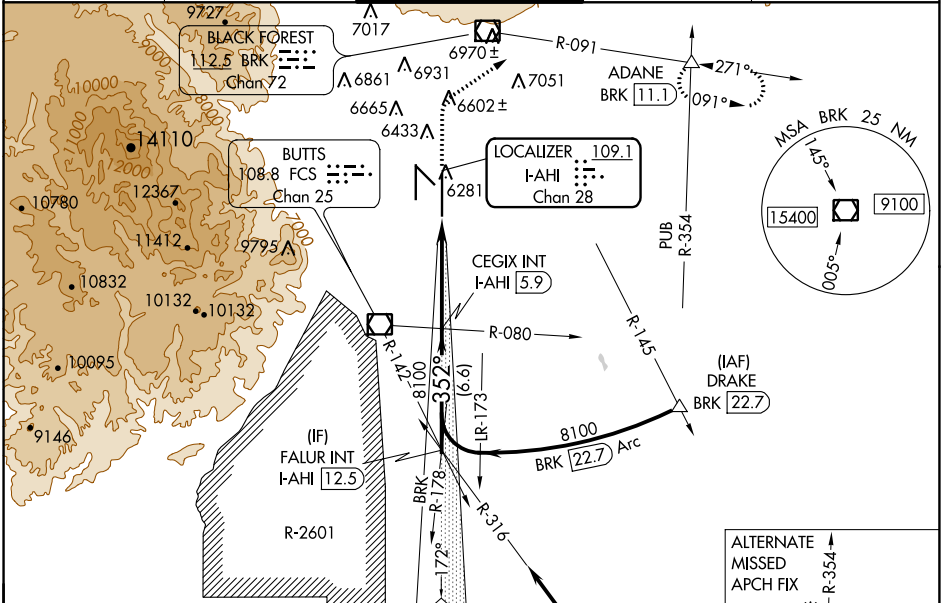 9727
7017
BLACK FOREST
112.5 BRK
Chan 72
6970 ±
R-091
6861
6931
7051
ADANE
BRK 11.1
271°
091°
10000
10000
8000
6665
6602 ±
6433
MSA BRK 25 NM
145°
15400
9100
005°
14110
12000
BUTTS
108.8 FCS
Chan 25
LOCALIZER 109.1
I-AHI
Chan 28
6281
12367
10780
11412
9795
10000
PUB
R-354
CEGIX INT
I-AHI 5.9
10832
10132
10132
R-080
R-145
R-142
8100
352°
(6.6)
LR-173
10095
(IAF)
DRAKE
BRK 22.7
9146
(IF)
FALUR INT
I-AHI 12.5
8100
BRK 22.7 Arc
BRK
R-178
R-316
R-2601
172°
ALTERNATE
MISSED
APCH FIX
R-354